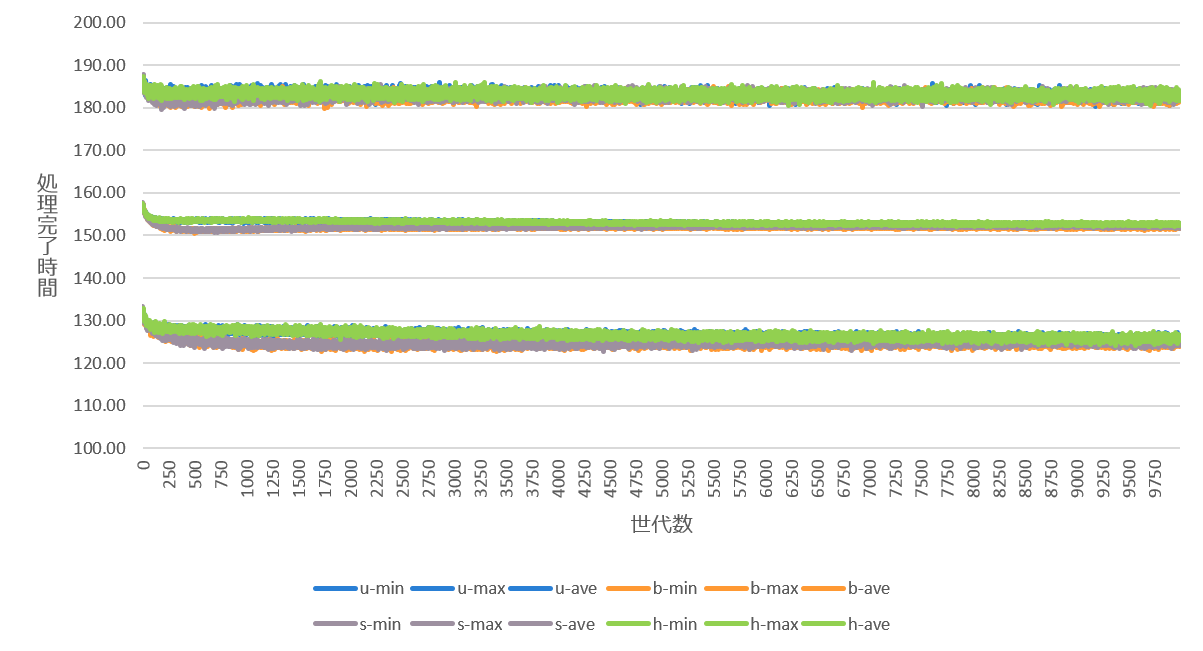 200.00
190.00
180.00
170.00
160.00
150.00
140.00
130.00
120.00
110.00
100.00
処理完了時間
0 250 500 750 1000 1250 1500 1750 2000 2250 2500 2750 3000 3250 3500 3750 4000 4250 4500 4750 5000 5250 5500 5750 6000 6250 6500 6750 7000 7250 7500 7750 8000 8250 8500 8750 9000 9250 9500 9750
世代数
u-min u-max u-ave b-min b-max b-ave
s-min s-max s-ave h-min h-max h-ave